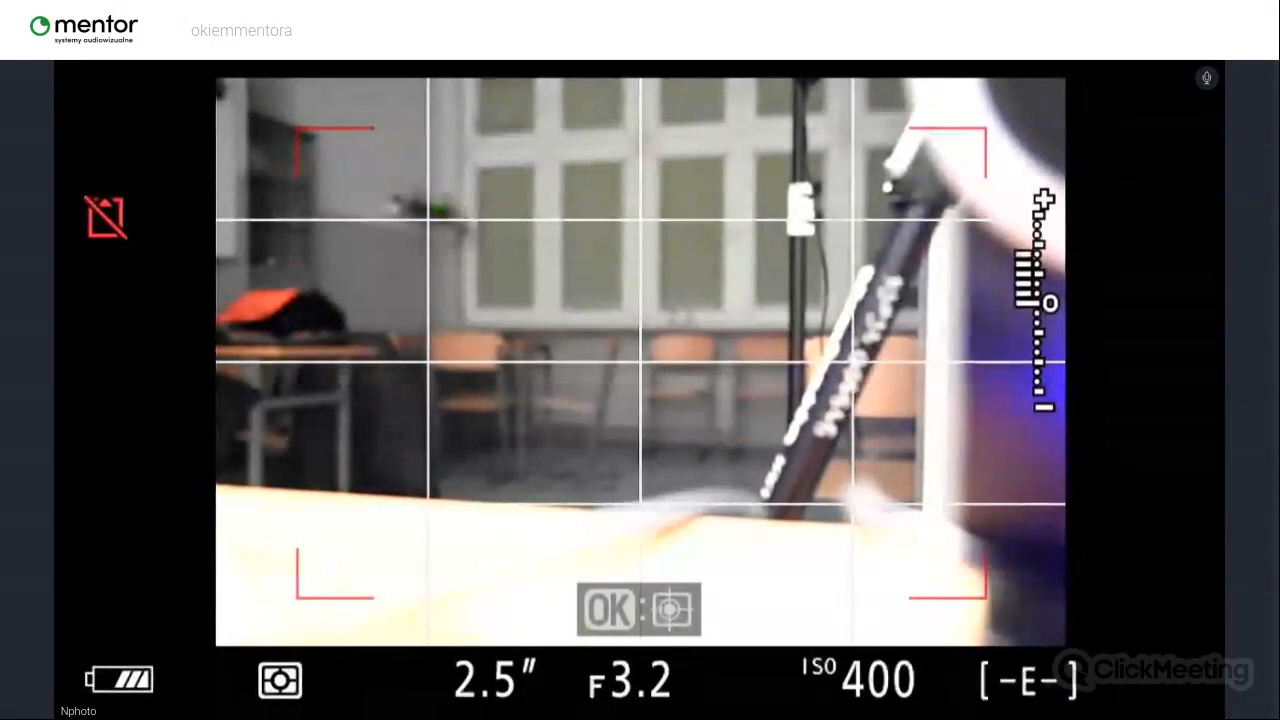 mentor
systemy audiowizualne
okiemmentora
OK :
2.5" F3.2 ISO 400 [-E-]
ClickMeeting
Nphoto